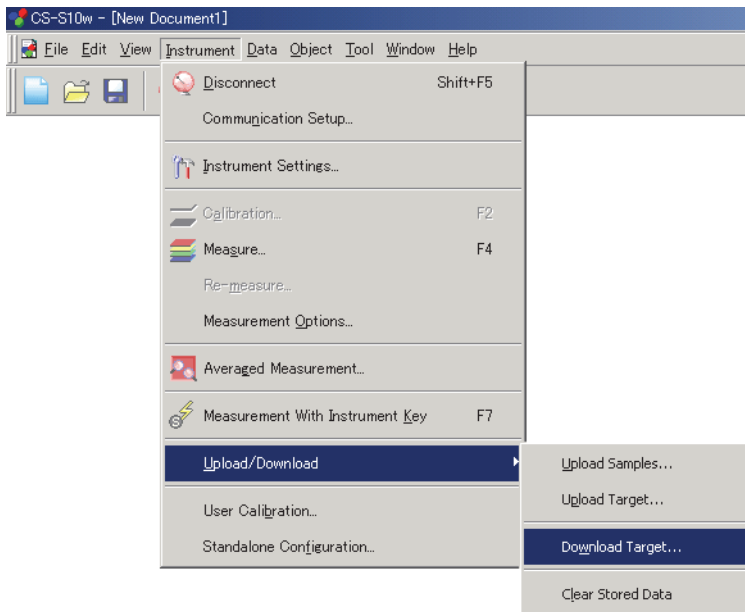 CS-S10w - [New Document1]
File Edit View Instrument Data Object Tool Window Help
Disconnect Shift+F5
Communication Setup...
Instrument Settings...
Calibration... F2
Measure... F4
Re-measure...
Measurement Options...
Averaged Measurement...
Measurement With Instrument Key F7
Upload/Download
User Calibration...
Standalone Configuration...
Upload Samples...
Upload Target...
Download Target...
Clear Stored Data